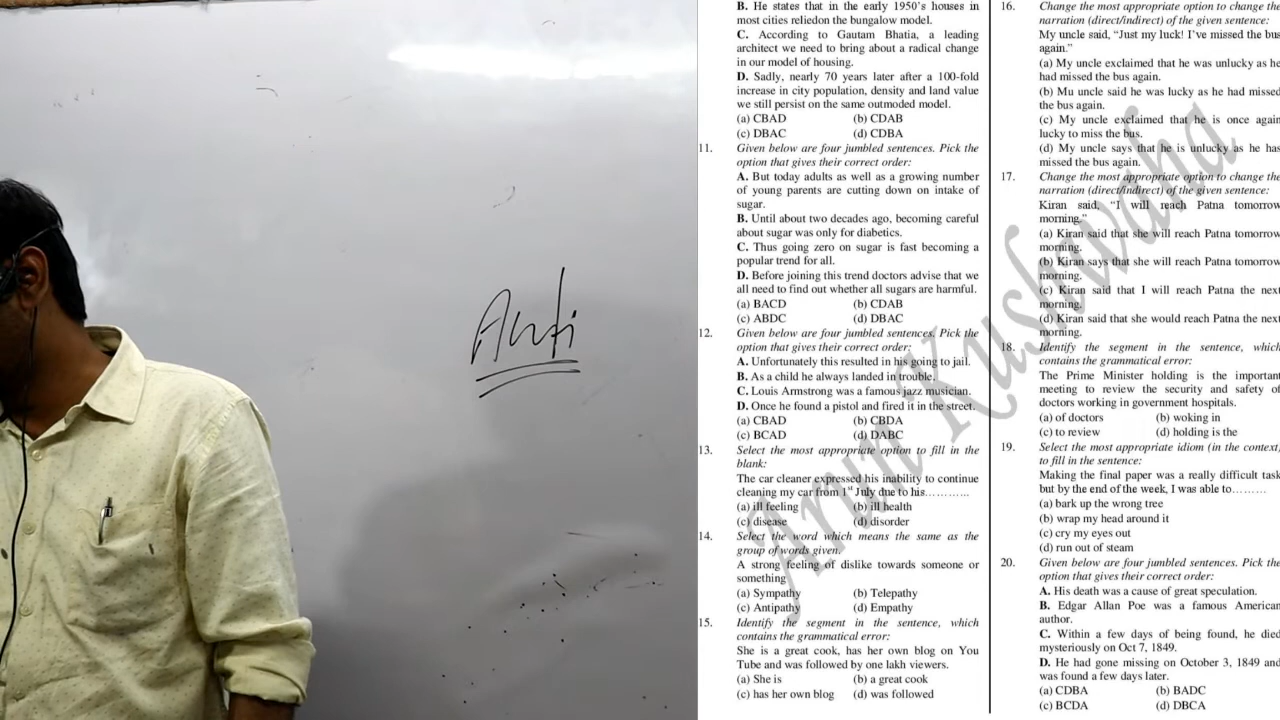 Anti
B. He states that in the early 1950's houses in
most cities reliedon the bungalow model.
C. According to Gautam Bhatia, a leading
architect we need to bring about a radical change
in our model of housing.
D. Sadly, nearly 70 years later after a 100-fold
increase in city population, density and land value
we still persist on the same outmoded model.
(a) CBAD (b) CDAB
(c) DBAC (d) CDBA
11. Given below are four jumbled sentences. Pick the
option that gives their correct order:
A. But today adults as well as a growing number
of young parents are cutting down on intake of
sugar.
B. Until about two decades ago, becoming careful
about sugar was only for diabetics.
C. Thus going zero on sugar is fast becoming a
popular trend for all.
D. Before joining this trend doctors advise that we
all need to find out whether all sugars are harmful.
(a) BACD (b) CDAB
(c) ABDC (d) DBAC
12. Given below are four jumbled sentences. Pick the
option that gives their correct order:
A. Unfortunately this resulted in his going to jail.
B. As a child he always landed in trouble.
C. Louis Armstrong was a famous jazz musician.
D. Once he found a pistol and fired it in the street.
(a) CBAD (b) CBDA
(c) BCAD (d) DABC
13. Select the most appropriate option to fill in the
blank:
The car cleaner expressed his inability to continue
cleaning my car from 1st July due to his…………
(a) ill feeling (b) ill health
(c) disease (d) disorder
14. Select the word which means the same as the
group of words given.
A strong feeling of dislike towards someone or
something
(a) Sympathy (b) Telepathy
(c) Antipathy (d) Empathy
15. Identify the segment in the sentence, which
contains the grammatical error:
She is a great cook, has her own blog on You
Tube and was followed by one lakh viewers.
(a) She is (b) a great cook
(c) has her own blog (d) was followed
16. Change the most appropriate option to change the
narration (direct/indirect) of the given sentence:
My uncle said, "Just my luck! I've missed the bus
again."
(a) My uncle exclaimed that he was unlucky as he
had missed the bus again.
(b) Mu uncle said he was lucky as he had missed
the bus again.
(c) My uncle exclaimed that he is once again
lucky to miss the bus.
(d) My uncle says that he is unlucky as he has
missed the bus again.
17. Change the most appropriate option to change the
narration (direct/indirect) of the given sentence:
Kiran said, "I will reach Patna tomorrow
morning."
(a) Kiran said that she will reach Patna tomorrow
morning.
(b) Kiran says that she will reach Patna tomorrow
morning.
(c) Kiran said that I will reach Patna the next
morning.
(d) Kiran said that she would reach Patna the next
morning.
18. Identify the segment in the sentence, which
contains the grammatical error:
The Prime Minister holding is the important
meeting to review the security and safety of
doctors working in government hospitals.
(a) of doctors (b) woking in
(c) to review (d) holding is the
19. Select the most appropriate idiom (in the context)
to fill in the sentence:
Making the final paper was a really difficult task
but by the end of the week, I was able to………
(a) bark up the wrong tree
(b) wrap my head around it
(c) cry my eyes out
(d) run out of steam
20. Given below are four jumbled sentences. Pick the
option that gives their correct order:
A. His death was a cause of great speculation.
B. Edgar Allan Poe was a famous American
author.
C. Within a few days of being found, he died
mysteriously on Oct 7, 1849.
D. He had gone missing on October 3, 1849 and
was found a few days later.
(a) CDBA (b) BADC
(c) BCDA (d) DBCA
Arun Kushwaha